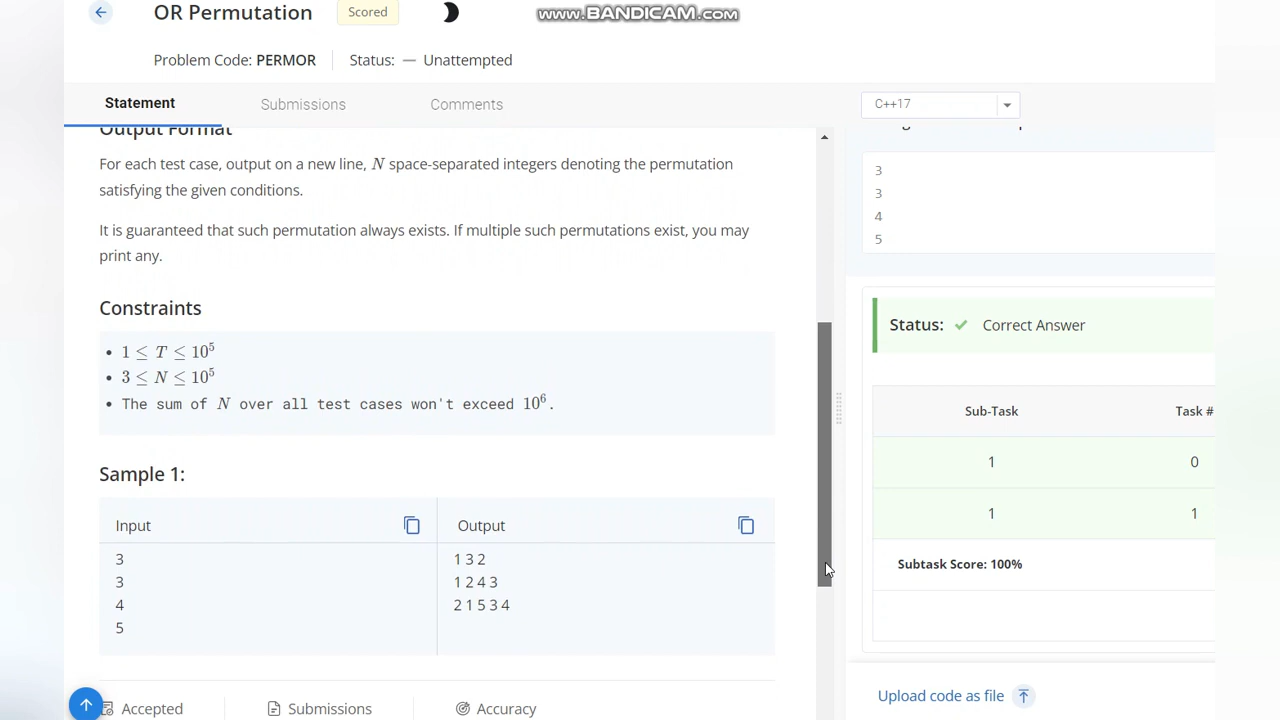 OR Permutation
Scored
www.BANDICAM.com
Problem Code: PERMOR
Status: — Unattempted
Statement
Submissions
Comments
C++17
Output Format
For each test case, output on a new line, N space-separated integers denoting the permutation
satisfying the given conditions.
It is guaranteed that such permutation always exists. If multiple such permutations exist, you may
print any.
Constraints
• 1 ≤ T ≤ 10⁵
• 3 ≤ N ≤ 10⁵
• The sum of N over all test cases won't exceed 10⁶.
Sample 1:
Input
Output
3
3
4
5
1 3 2
1 2 4 3
2 1 5 3 4
Accepted
Submissions
Accuracy
3
3
4
5
Status: ✓ Correct Answer
Sub-Task
Task #
1
0
1
1
Subtask Score: 100%
Upload code as file